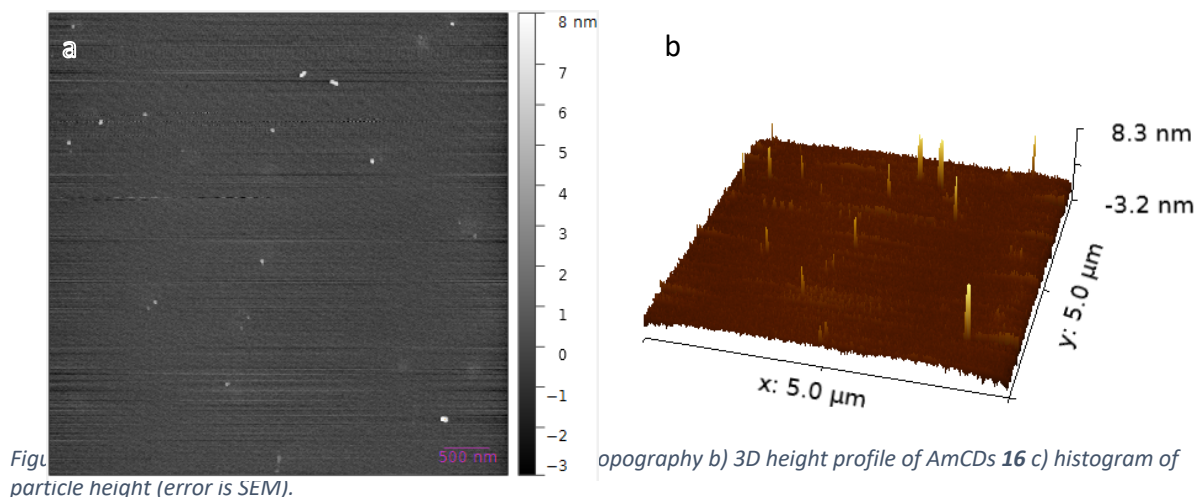 a
8 nm
7
6
5
4
3
2
1
0
−1
−2
−3
500 nm
b
8.3 nm
-3.2 nm
x: 5.0 µm
y: 5.0 µm
opography b) 3D height profile of AmCDs 16 c) histogram of
particle height (error is SEM).